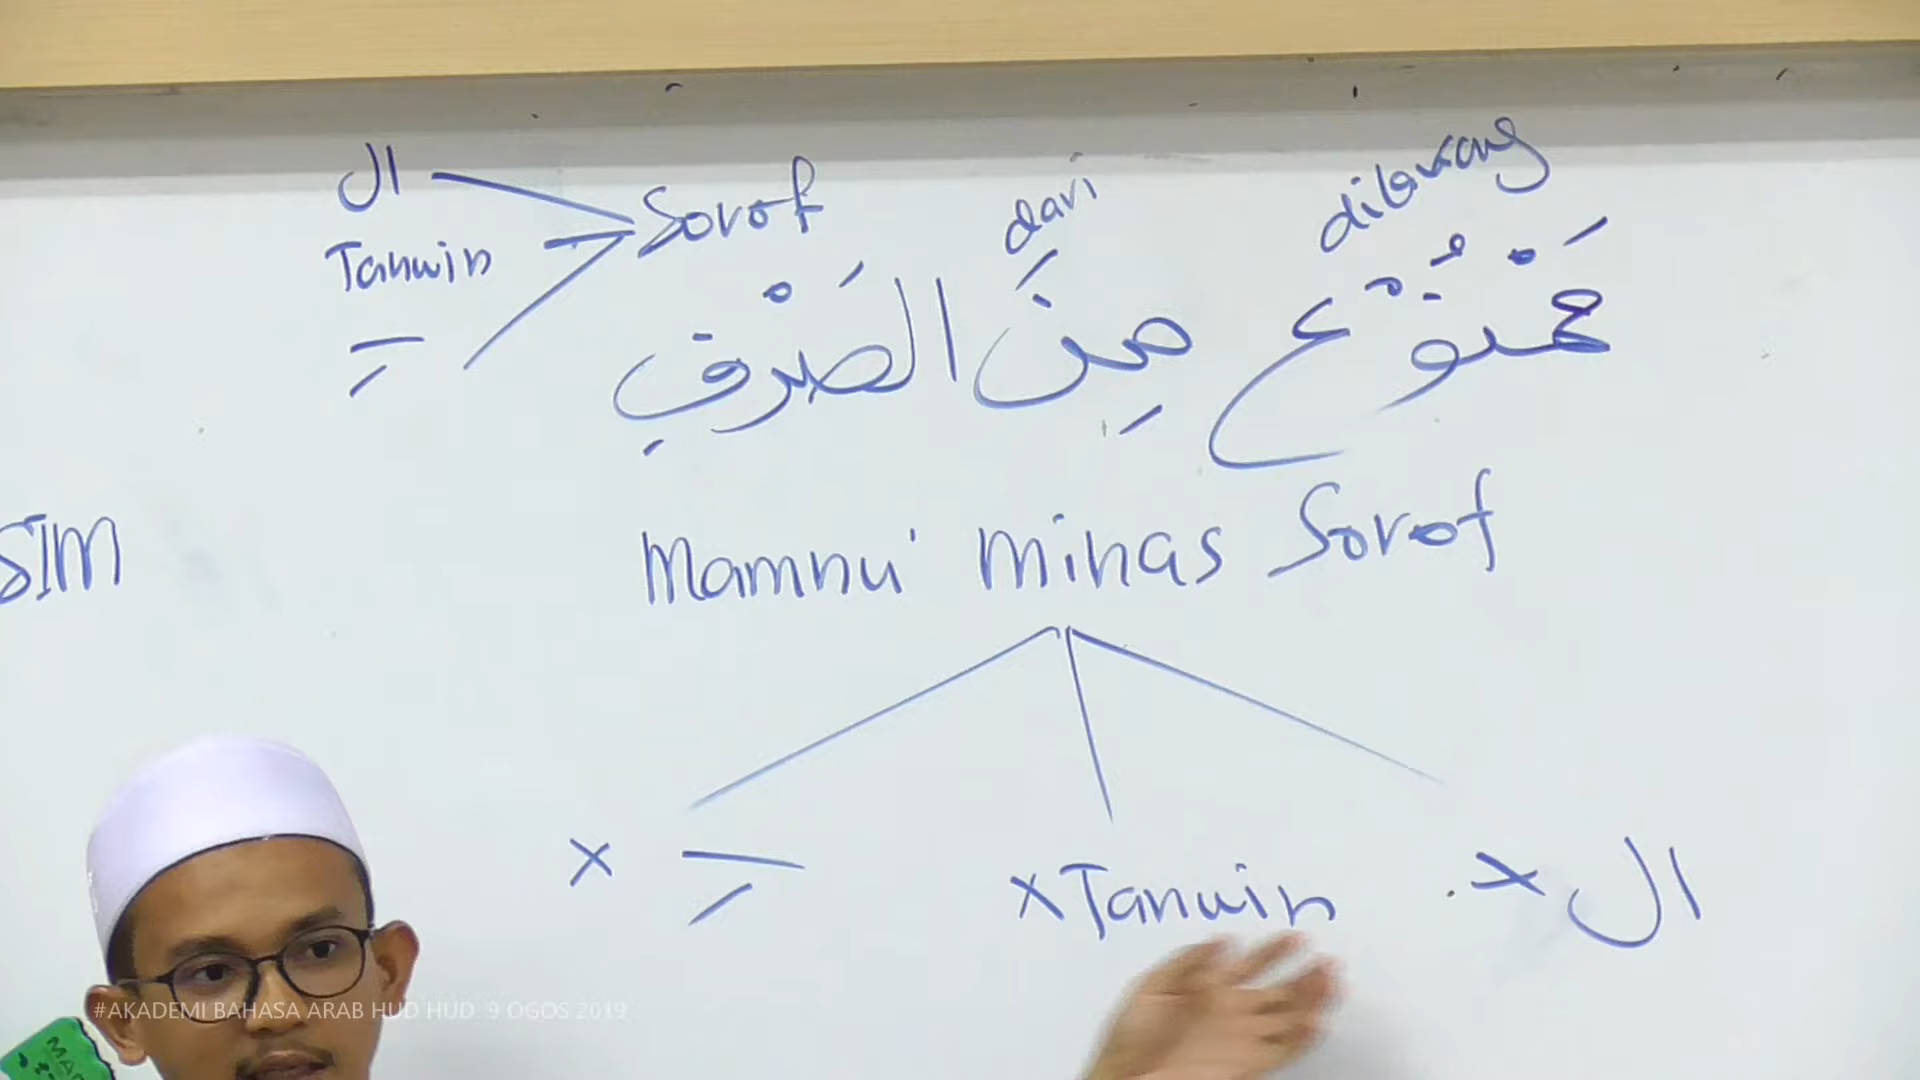 ال
Tanwin
Sorof
dari
dilarang
مَمْنُوْع مِنَ الصَرْفِ
SIM
Mamnu' minas Sorof
x
x Tanwin
x ال
#AKADEMI BAHASA ARAB HUD HUD 9 OGOS 2019